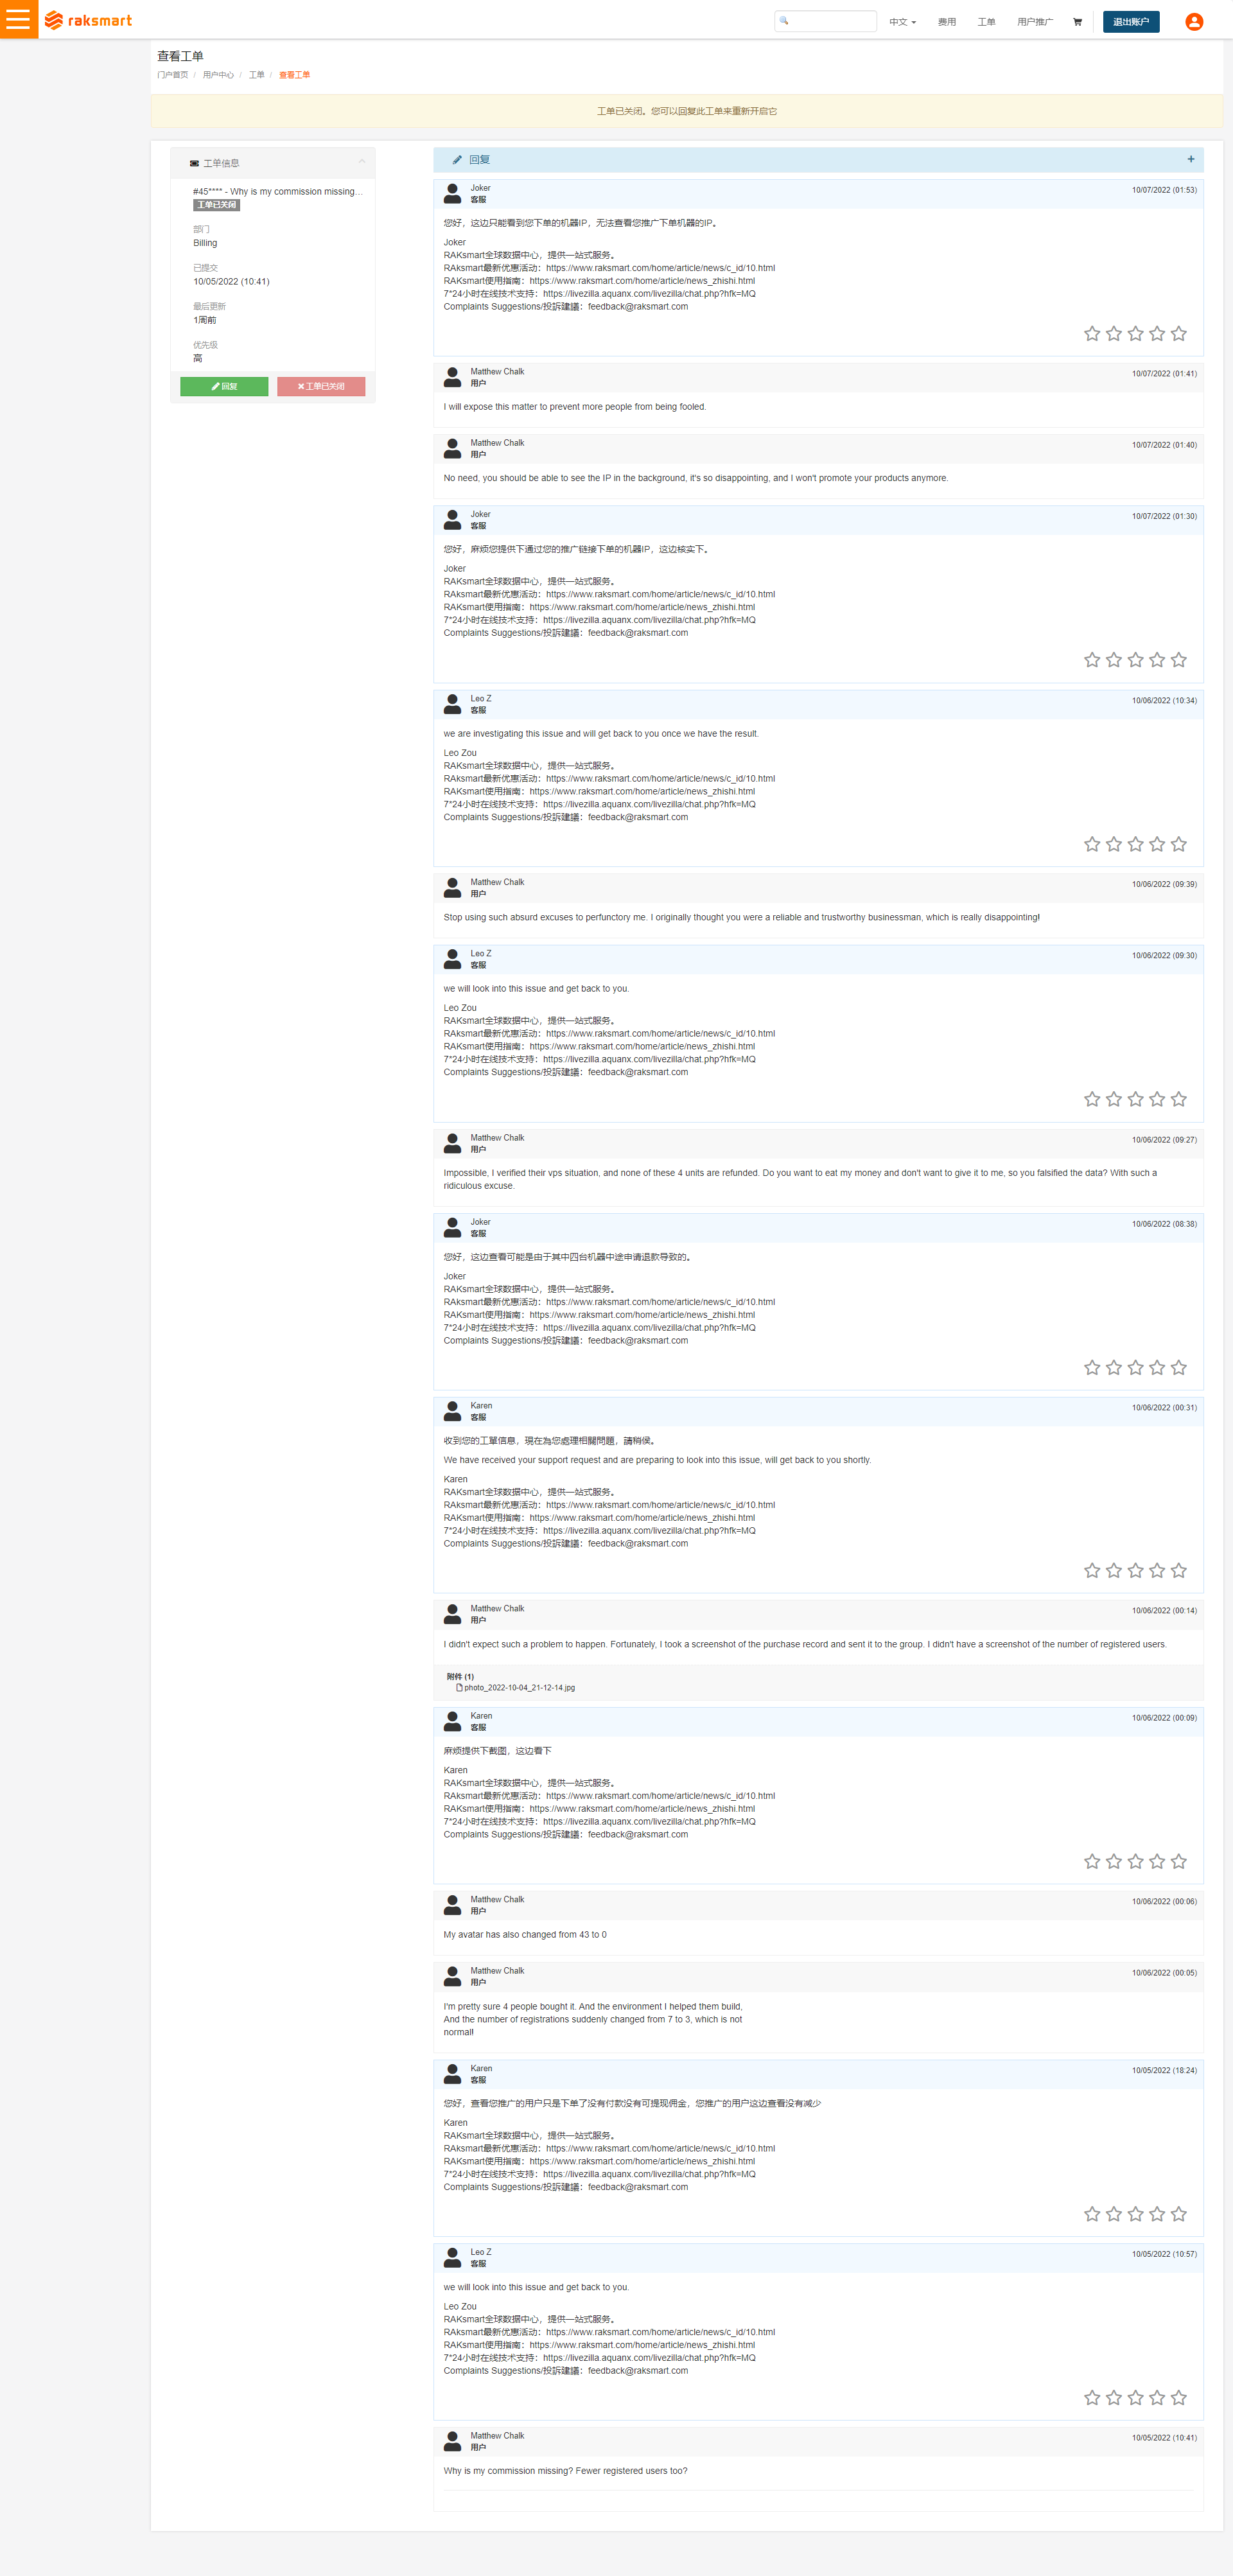 raksmart
中文
费用
工单
用户推广
退出账户
查看工单
门户首页 / 用户中心 / 工单 / 查看工单
工单已关闭。您可以回复此工单来重新开启它
工单信息
#45**** - Why is my commission missing...
工单已关闭
部门
Billing
已提交
10/05/2022 (10:41)
最后更新
1周前
优先级
高
回复
工单已关闭
回复
Joker
客服
10/07/2022 (01:53)
您好，这边只能看到您下单的机器IP，无法查看您推广下单机器的IP。
Joker
RAKsmart全球数据中心，提供一站式服务。
RAksmart最新优惠活动：https://www.raksmart.com/home/article/news/c_id/10.html
RAKsmart使用指南：https://www.raksmart.com/home/article/news_zhishi.html
7*24小时在线技术支持：https://livezilla.aquanx.com/livezilla/chat.php?hfk=MQ
Complaints Suggestions/投訴建議：feedback@raksmart.com
Matthew Chalk
用户
10/07/2022 (01:41)
I will expose this matter to prevent more people from being fooled.
Matthew Chalk
用户
10/07/2022 (01:40)
No need, you should be able to see the IP in the background, it's so disappointing, and I won't promote your products anymore.
Joker
客服
10/07/2022 (01:30)
您好，麻烦您提供下通过您的推广链接下单的机器IP，这边核实下。
Joker
RAKsmart全球数据中心，提供一站式服务。
RAksmart最新优惠活动：https://www.raksmart.com/home/article/news/c_id/10.html
RAKsmart使用指南：https://www.raksmart.com/home/article/news_zhishi.html
7*24小时在线技术支持：https://livezilla.aquanx.com/livezilla/chat.php?hfk=MQ
Complaints Suggestions/投訴建議：feedback@raksmart.com
Leo Z
客服
10/06/2022 (10:34)
we are investigating this issue and will get back to you once we have the result.
Leo Zou
RAKsmart全球数据中心，提供一站式服务。
RAksmart最新优惠活动：https://www.raksmart.com/home/article/news/c_id/10.html
RAKsmart使用指南：https://www.raksmart.com/home/article/news_zhishi.html
7*24小时在线技术支持：https://livezilla.aquanx.com/livezilla/chat.php?hfk=MQ
Complaints Suggestions/投訴建議：feedback@raksmart.com
Matthew Chalk
用户
10/06/2022 (09:39)
Stop using such absurd excuses to perfunctory me. I originally thought you were a reliable and trustworthy businessman, which is really disappointing!
Leo Z
客服
10/06/2022 (09:30)
we will look into this issue and get back to you.
Leo Zou
RAKsmart全球数据中心，提供一站式服务。
RAksmart最新优惠活动：https://www.raksmart.com/home/article/news/c_id/10.html
RAKsmart使用指南：https://www.raksmart.com/home/article/news_zhishi.html
7*24小时在线技术支持：https://livezilla.aquanx.com/livezilla/chat.php?hfk=MQ
Complaints Suggestions/投訴建議：feedback@raksmart.com
Matthew Chalk
用户
10/06/2022 (09:27)
Impossible, I verified their vps situation, and none of these 4 units are refunded. Do you want to eat my money and don't want to give it to me, so you falsified the data? With such a
ridiculous excuse.
Joker
客服
10/06/2022 (08:38)
您好，这边查看可能是由于其中四台机器中途申请退款导致的。
Joker
RAKsmart全球数据中心，提供一站式服务。
RAksmart最新优惠活动：https://www.raksmart.com/home/article/news/c_id/10.html
RAKsmart使用指南：https://www.raksmart.com/home/article/news_zhishi.html
7*24小时在线技术支持：https://livezilla.aquanx.com/livezilla/chat.php?hfk=MQ
Complaints Suggestions/投訴建議：feedback@raksmart.com
Karen
客服
10/06/2022 (00:31)
收到您的工單信息，現在為您處理相關問題，請稍侯。
We have received your support request and are preparing to look into this issue, will get back to you shortly.
Karen
RAKsmart全球数据中心，提供一站式服务。
RAksmart最新优惠活动：https://www.raksmart.com/home/article/news/c_id/10.html
RAKsmart使用指南：https://www.raksmart.com/home/article/news_zhishi.html
7*24小时在线技术支持：https://livezilla.aquanx.com/livezilla/chat.php?hfk=MQ
Complaints Suggestions/投訴建議：feedback@raksmart.com
Matthew Chalk
用户
10/06/2022 (00:14)
I didn't expect such a problem to happen. Fortunately, I took a screenshot of the purchase record and sent it to the group. I didn't have a screenshot of the number of registered users.
附件 (1)
photo_2022-10-04_21-12-14.jpg
Karen
客服
10/06/2022 (00:09)
麻烦提供下截图，这边看下
Karen
RAKsmart全球数据中心，提供一站式服务。
RAksmart最新优惠活动：https://www.raksmart.com/home/article/news/c_id/10.html
RAKsmart使用指南：https://www.raksmart.com/home/article/news_zhishi.html
7*24小时在线技术支持：https://livezilla.aquanx.com/livezilla/chat.php?hfk=MQ
Complaints Suggestions/投訴建議：feedback@raksmart.com
Matthew Chalk
用户
10/06/2022 (00:06)
My avatar has also changed from 43 to 0
Matthew Chalk
用户
10/06/2022 (00:05)
I'm pretty sure 4 people bought it. And the environment I helped them build,
And the number of registrations suddenly changed from 7 to 3, which is not
normal!
Karen
客服
10/05/2022 (18:24)
您好，查看您推广的用户只是下单了没有付款没有可提现佣金，您推广的用户这边查看没有减少
Karen
RAKsmart全球数据中心，提供一站式服务。
RAksmart最新优惠活动：https://www.raksmart.com/home/article/news/c_id/10.html
RAKsmart使用指南：https://www.raksmart.com/home/article/news_zhishi.html
7*24小时在线技术支持：https://livezilla.aquanx.com/livezilla/chat.php?hfk=MQ
Complaints Suggestions/投訴建議：feedback@raksmart.com
Leo Z
客服
10/05/2022 (10:57)
we will look into this issue and get back to you.
Leo Zou
RAKsmart全球数据中心，提供一站式服务。
RAksmart最新优惠活动：https://www.raksmart.com/home/article/news/c_id/10.html
RAKsmart使用指南：https://www.raksmart.com/home/article/news_zhishi.html
7*24小时在线技术支持：https://livezilla.aquanx.com/livezilla/chat.php?hfk=MQ
Complaints Suggestions/投訴建議：feedback@raksmart.com
Matthew Chalk
用户
10/05/2022 (10:41)
Why is my commission missing? Fewer registered users too?